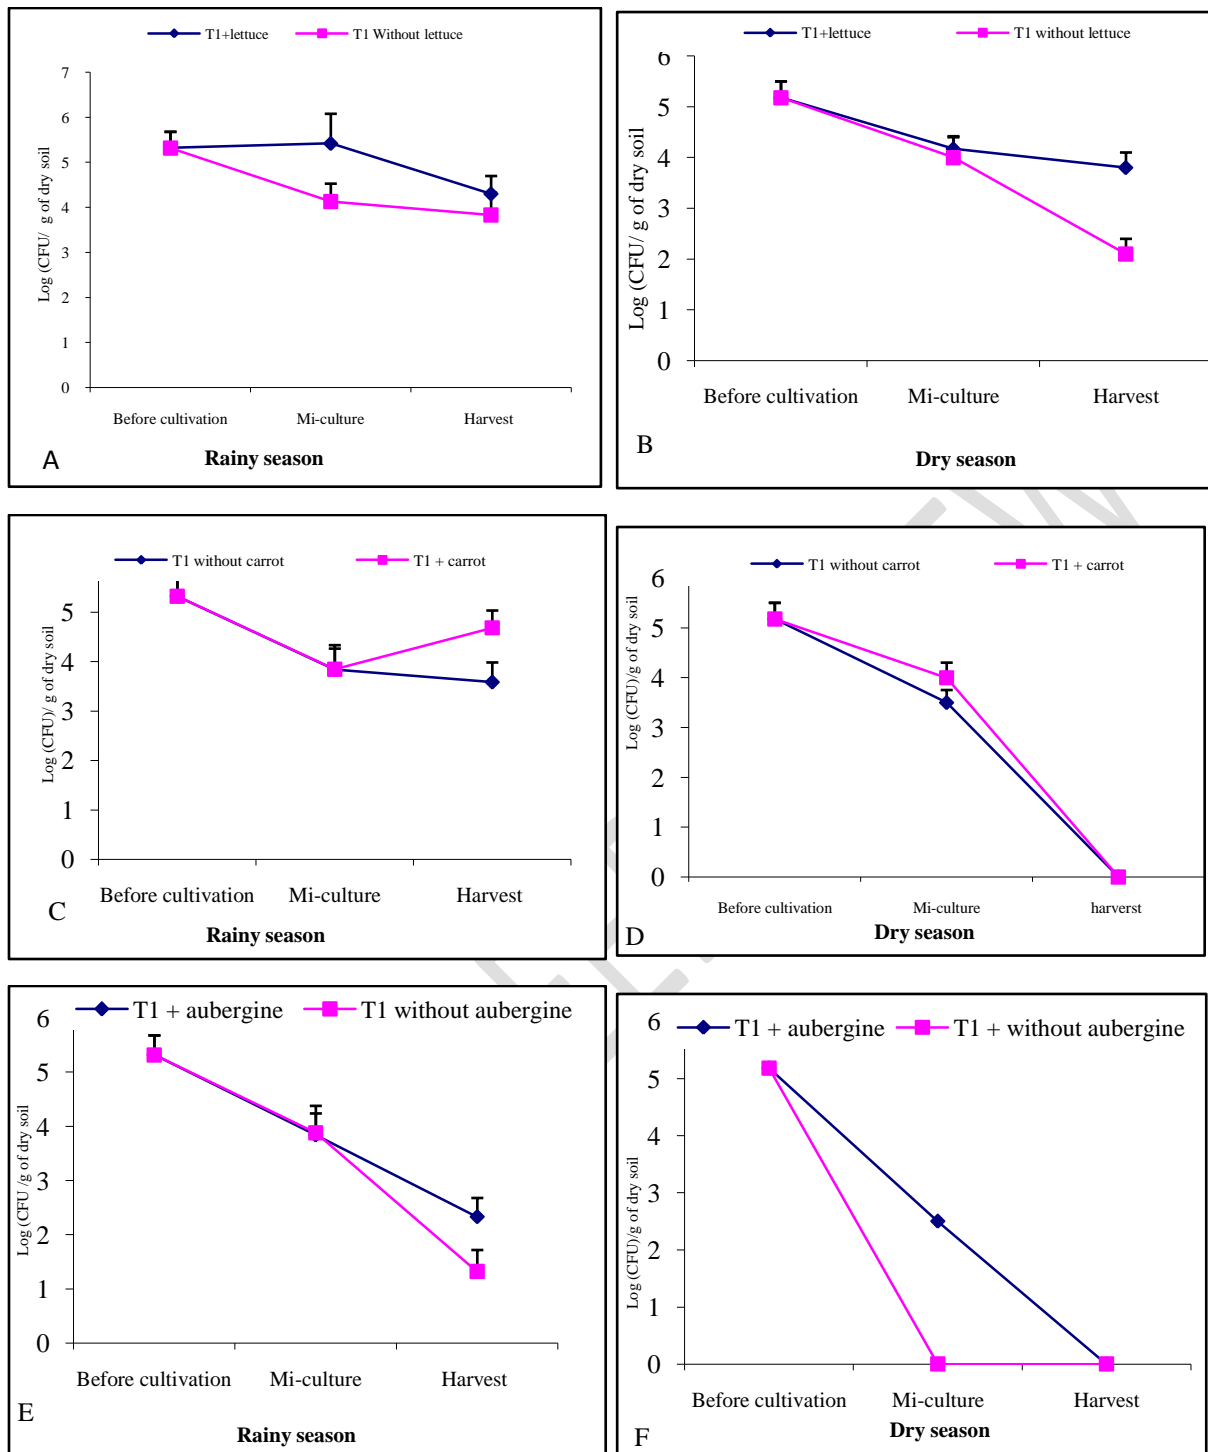 T1+lettuce T1 Without lettuce
7
6
5
4
3
2
1
0
Log (CFU/ g of dry soil
Before cultivation Mi-culture Harvest
A Rainy season
T1+lettuce T1 without lettuce
6
5
4
3
2
1
0
Log (CFU/ g of dry soil
Before cultivation Mi-culture Harvest
B
Dry season
T1 without carrot T1 + carrot
5
4
3
2
1
0
Log (CFU)/ g of dry soil
Before cultivation Mi-culture Harvest
C
Rainy season
T1 without carrot T1 + carrot
6
5
4
3
2
1
0
Log (CFU)/g of dry soil
Before cultivation Mi-culture harverst
D Dry season
T1 + aubergine T1 without aubergine
6
5
4
3
2
1
0
Log (CFU /g of dry soil
Before cultivation Mi-culture Harvest
E
Rainy season
T1 + aubergine T1 + without aubergine
6
5
4
3
2
1
0
Log (CFU)/g of dry soil
Before cultivation Mi-culture Harvest
F Dry season